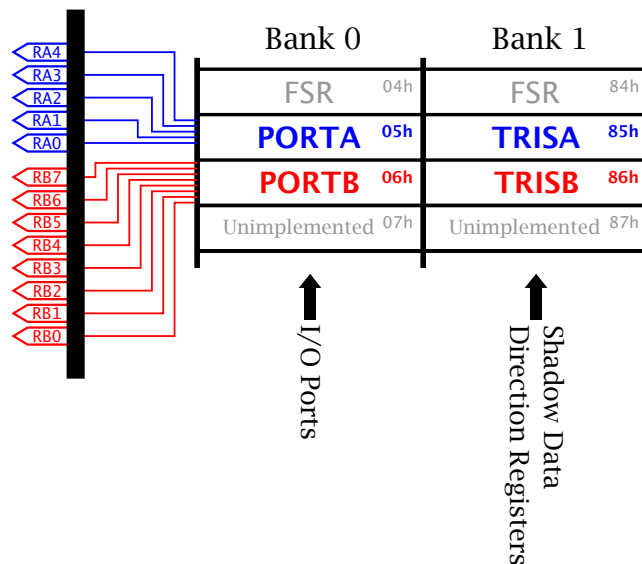 Bank 0
Bank 1
RA4
RA3
RA2
RA1
RA0
RB7
RB6
RB5
RB4
RB3
RB2
RB1
RB0
FSR 04h
FSR 84h
PORTA 05h
TRISA 85h
PORTB 06h
TRISB 86h
Unimplemented 07h
Unimplemented 87h
I/O Ports
Shadow Data
Direction Registers